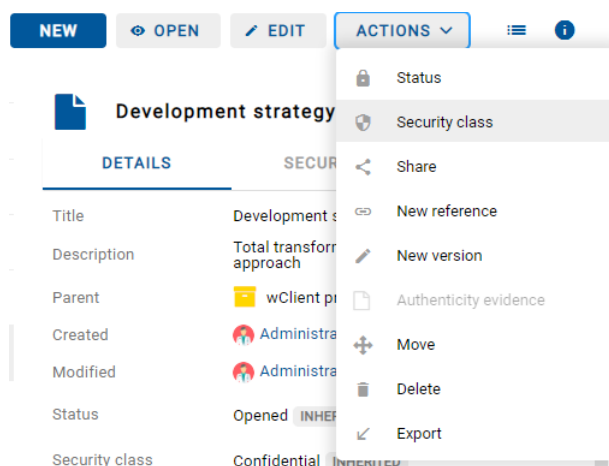 NEW OPEN EDIT ACTIONS
Status
Development strategy
Security class
DETAILS SECUR
Share
Title Development s
New reference
Description Total transforr
approach
New version
Parent wClient pr
Authenticity evidence
Created Administra
Move
Modified Administra
Delete
Status Opened INHER
Export
Security class Confidential INHERITED